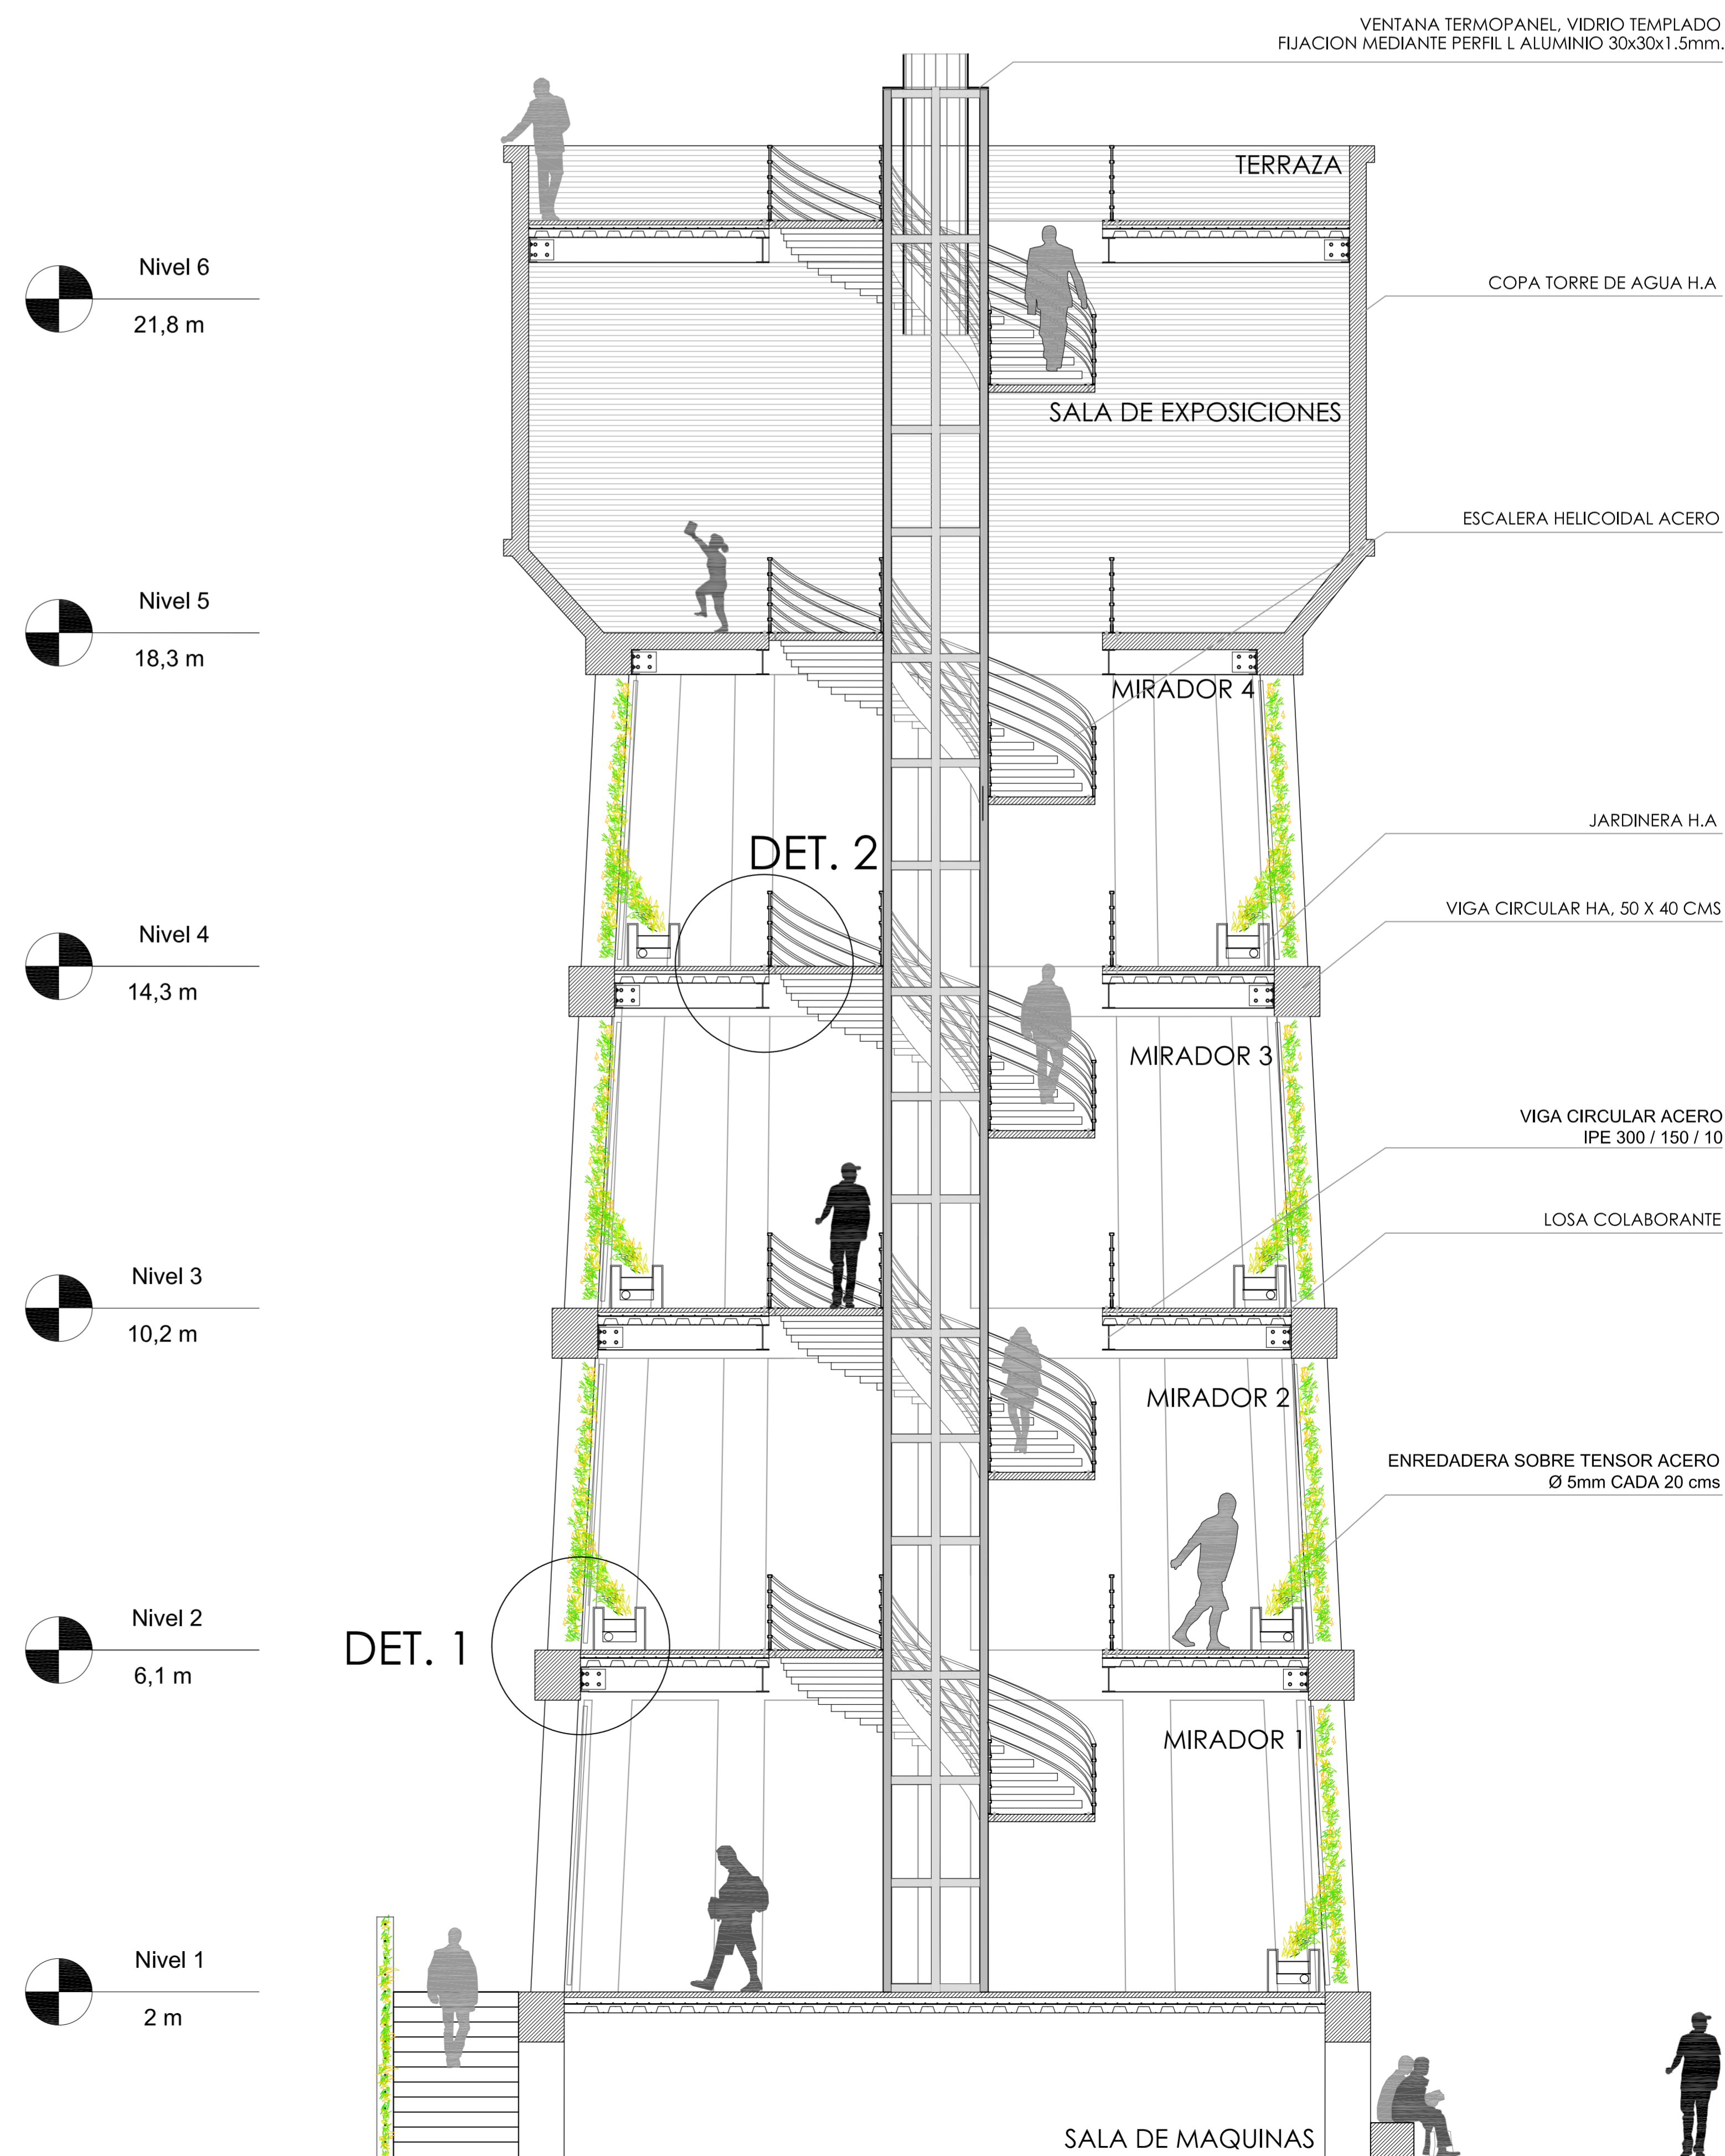 VENTANA TERMOPANEL, VIDRIO TEMPLADO
FIJACION MEDIANTE PERFIL L ALUMINIO 30x30x1.5mm.
TERRAZA
Nivel 6
21,8 m
COPA TORRE DE AGUA H.A
SALA DE EXPOSICIONES
ESCALERA HELICOIDAL ACERO
Nivel 5
18,3 m
MIRADOR 4
JARDINERA H.A
DET. 2
VIGA CIRCULAR HA, 50 X 40 CMS
Nivel 4
14,3 m
MIRADOR 3
VIGA CIRCULAR ACERO
IPE 300 / 150 / 10
LOSA COLABORANTE
Nivel 3
10,2 m
MIRADOR 2
ENREDADERA SOBRE TENSOR ACERO
Ø 5mm CADA 20 cms
Nivel 2
6,1 m
DET. 1
MIRADOR 1
Nivel 1
2 m
SALA DE MAQUINAS